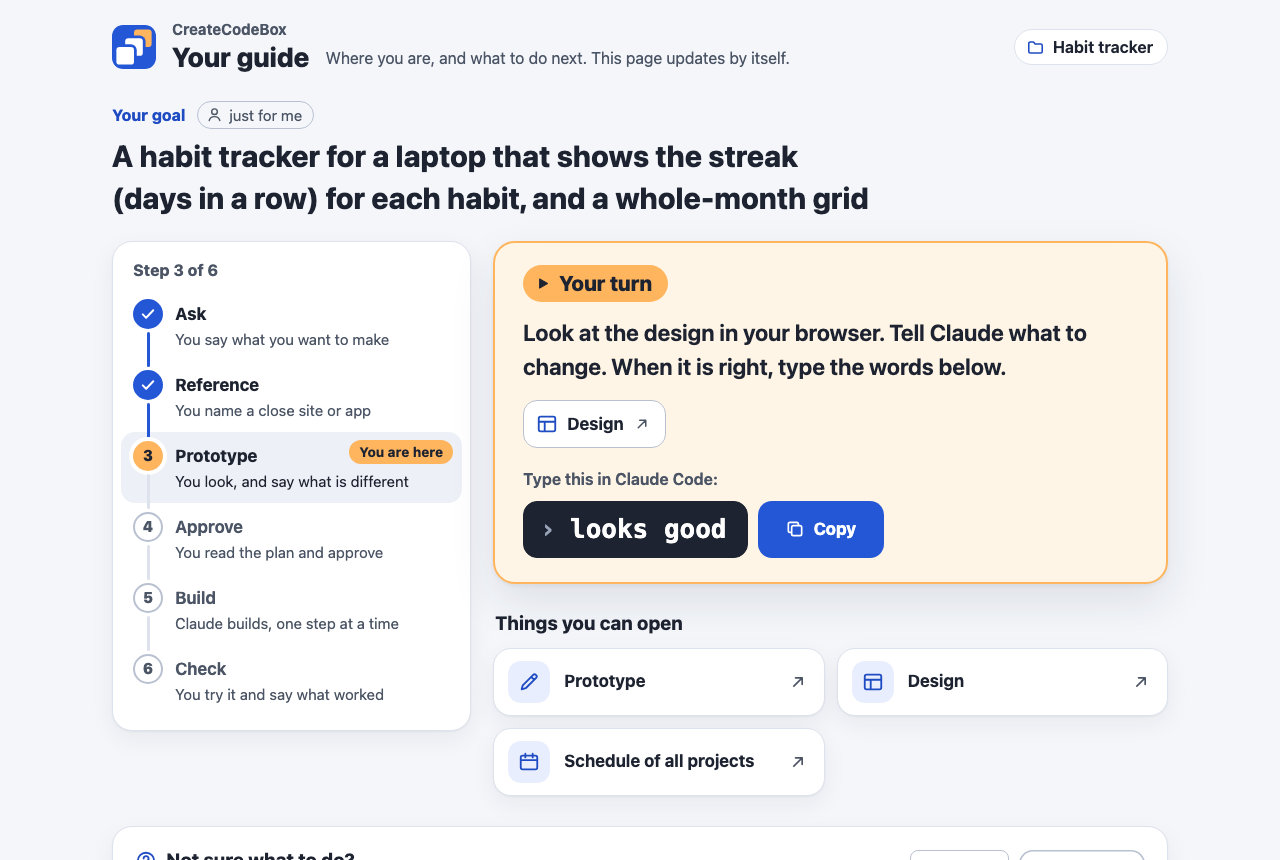 CreateCodeBox
Your guide
Where you are, and what to do next. This page updates by itself.
Habit tracker
Your goal
just for me
A habit tracker for a laptop that shows the streak
(days in a row) for each habit, and a whole-month grid
Step 3 of 6
Ask
You say what you want to make
Reference
You name a close site or app
3
Prototype
You are here
You look, and say what is different
4
Approve
You read the plan and approve
5
Build
Claude builds, one step at a time
6
Check
You try it and say what worked
Your turn
Look at the design in your browser. Tell Claude what to
change. When it is right, type the words below.
Design
Type this in Claude Code:
› looks good
Copy
Things you can open
Prototype
Design
Schedule of all projects
Not sure what to do?